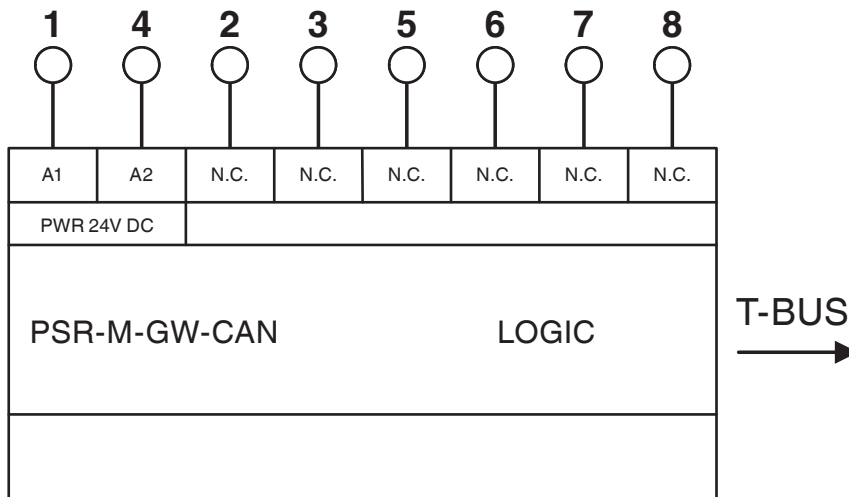 1 4 2 3 5 6 7 8
A1 A2 N.C. N.C. N.C. N.C. N.C. N.C.
PWR 24V DC
PSR-M-GW-CAN LOGIC
T-BUS